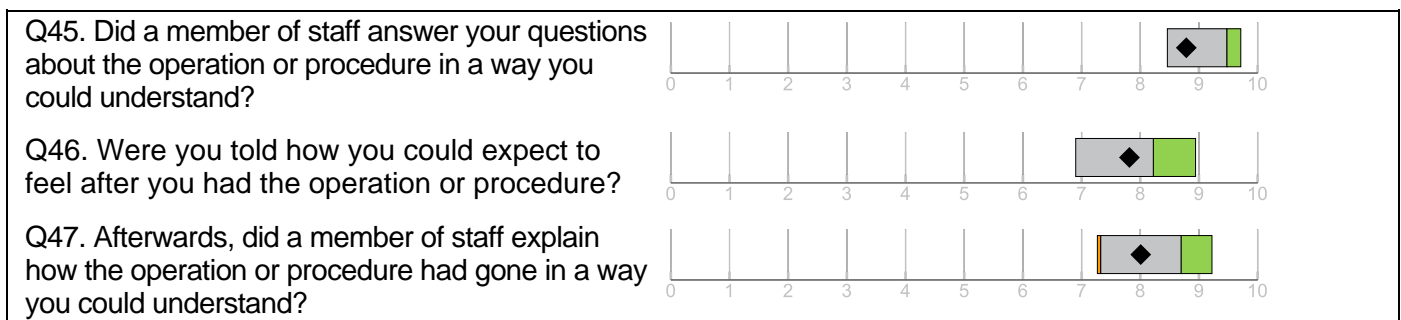 Q45. Did a member of staff answer your questions
about the operation or procedure in a way you
could understand?
0 1 2 3 4 5 6 7 8 9 10
Q46. Were you told how you could expect to
feel after you had the operation or procedure?
0 1 2 3 4 5 6 7 8 9 10
Q47. Afterwards, did a member of staff explain
how the operation or procedure had gone in a way
you could understand?
0 1 2 3 4 5 6 7 8 9 10